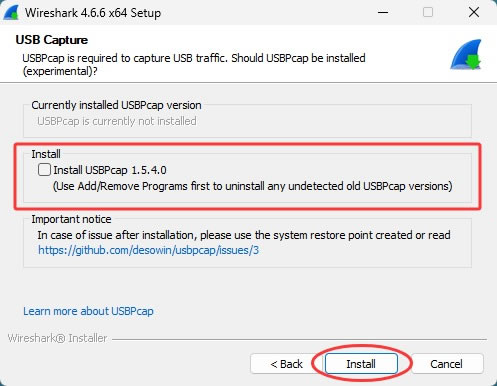 Wireshark 4.6.6 x64 Setup
USB Capture
USBPcap is required to capture USB traffic. Should USBPcap be installed
(experimental)?
Currently installed USBPcap version
USBPcap is currently not installed
Install
Install USBPcap 1.5.4.0
(Use Add/Remove Programs first to uninstall any undetected old USBPcap versions)
Important notice
In case of issue after installation, please use the system restore point created or read
https://github.com/desowin/usbpcap/issues/3
Learn more about USBPcap
Wireshark® Installer
< Back
Install
Cancel